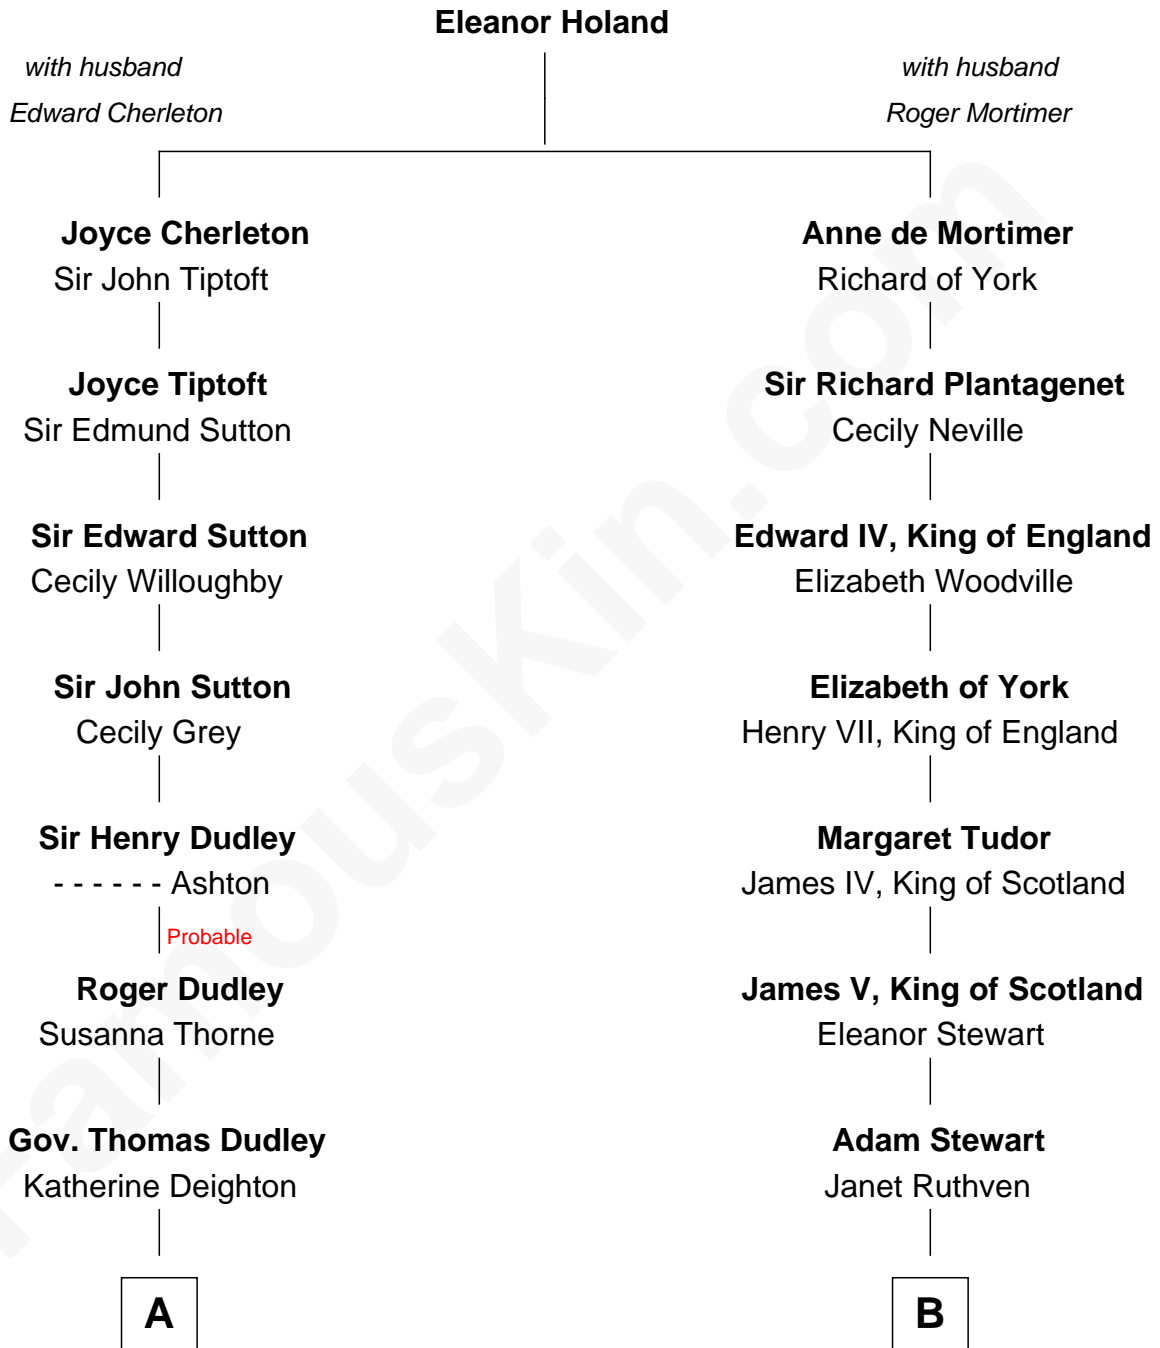 Eleanor Holand
with husband
Edward Cherleton
with husband
Roger Mortimer
Joyce Cherleton
Sir John Tiptoft
Anne de Mortimer
Richard of York
Joyce Tiptoft
Sir Edmund Sutton
Sir Richard Plantagenet
Cecily Neville
Sir Edward Sutton
Cecily Willoughby
Edward IV, King of England
Elizabeth Woodville
Sir John Sutton
Cecily Grey
Elizabeth of York
Henry VII, King of England
Sir Henry Dudley
- - - - - - Ashton
Probable
Margaret Tudor
James IV, King of Scotland
Roger Dudley
Susanna Thorne
James V, King of Scotland
Eleanor Stewart
Gov. Thomas Dudley
Katherine Deighton
Adam Stewart
Janet Ruthven
A
B
FamousKin.com